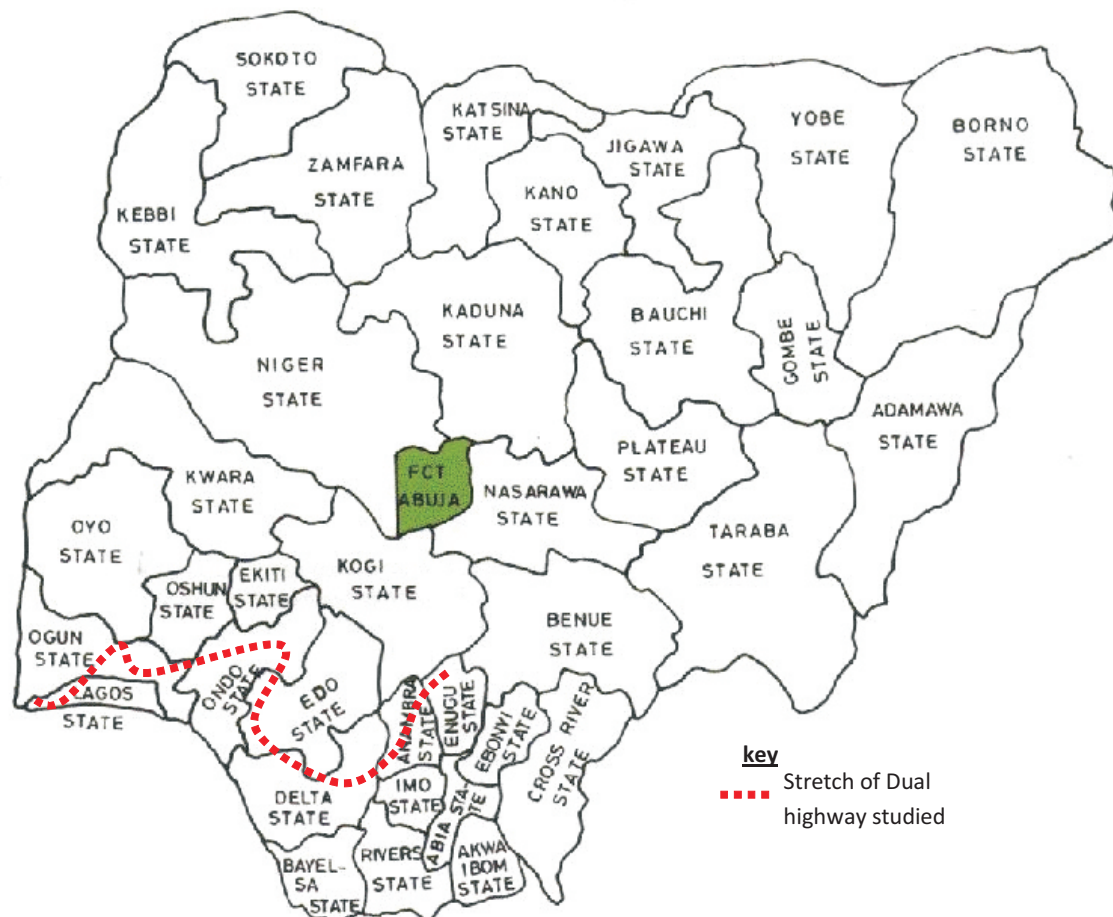 SOKOTO
STATE
KATSINA
STATE
ZAMFARA
STATE
JIGAWA
STATE
YOBE
STATE
BORNO
STATE
KANO
STATE
KEBBI
STATE
KADUNA
STATE
BAUCHI
STATE
GOMBE
STATE
NIGER
STATE
ADAMAWA
STATE
PLATEAU
STATE
FCT
ABUJA
NASARAWA
STATE
KWARA
STATE
OYO
STATE
TARABA
STATE
KOGI
STATE
EKITI
STATE
OSHUN
STATE
BENUE
STATE
OGUN
STATE
LAGOS
STATE
ONDO
STATE
EDO
STATE
ANAMBRA
STATE
ENUGU
STATE
EBONYI
STATE
CROSS RIVER
STATE
DELTA
STATE
IMO
STATE
ABIA STA-
TE
BAYEL-
SA
STATE
RIVERS
STATE
AKWA
IBOM
STATE
key
Stretch of Dual
highway studied